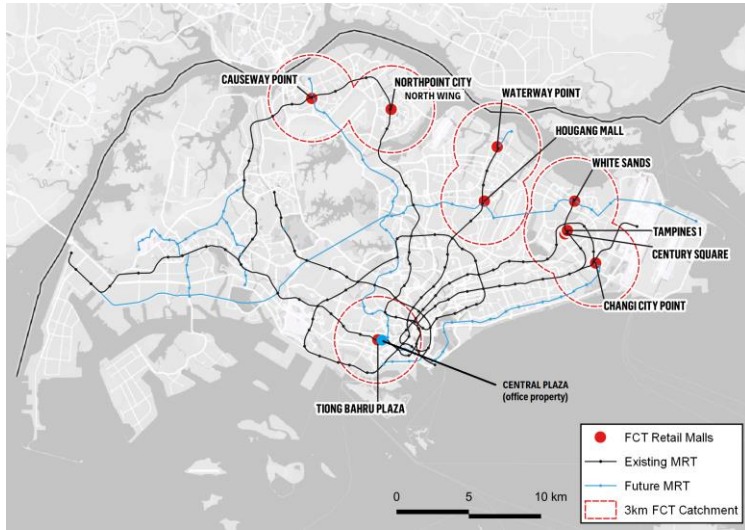 CAUSEWAY POINT
NORTHPOINT CITY
NORTH WING
WATERWAY POINT
HOUGANG MALL
WHITE SANDS
TAMPINES 1
CENTURY SQUARE
CHANGI CITY POINT
CENTRAL PLAZA
(office property)
TIONG BAHRU PLAZA
FCT Retail Malls
Existing MRT
Future MRT
3km FCT Catchment
0 5 10 km